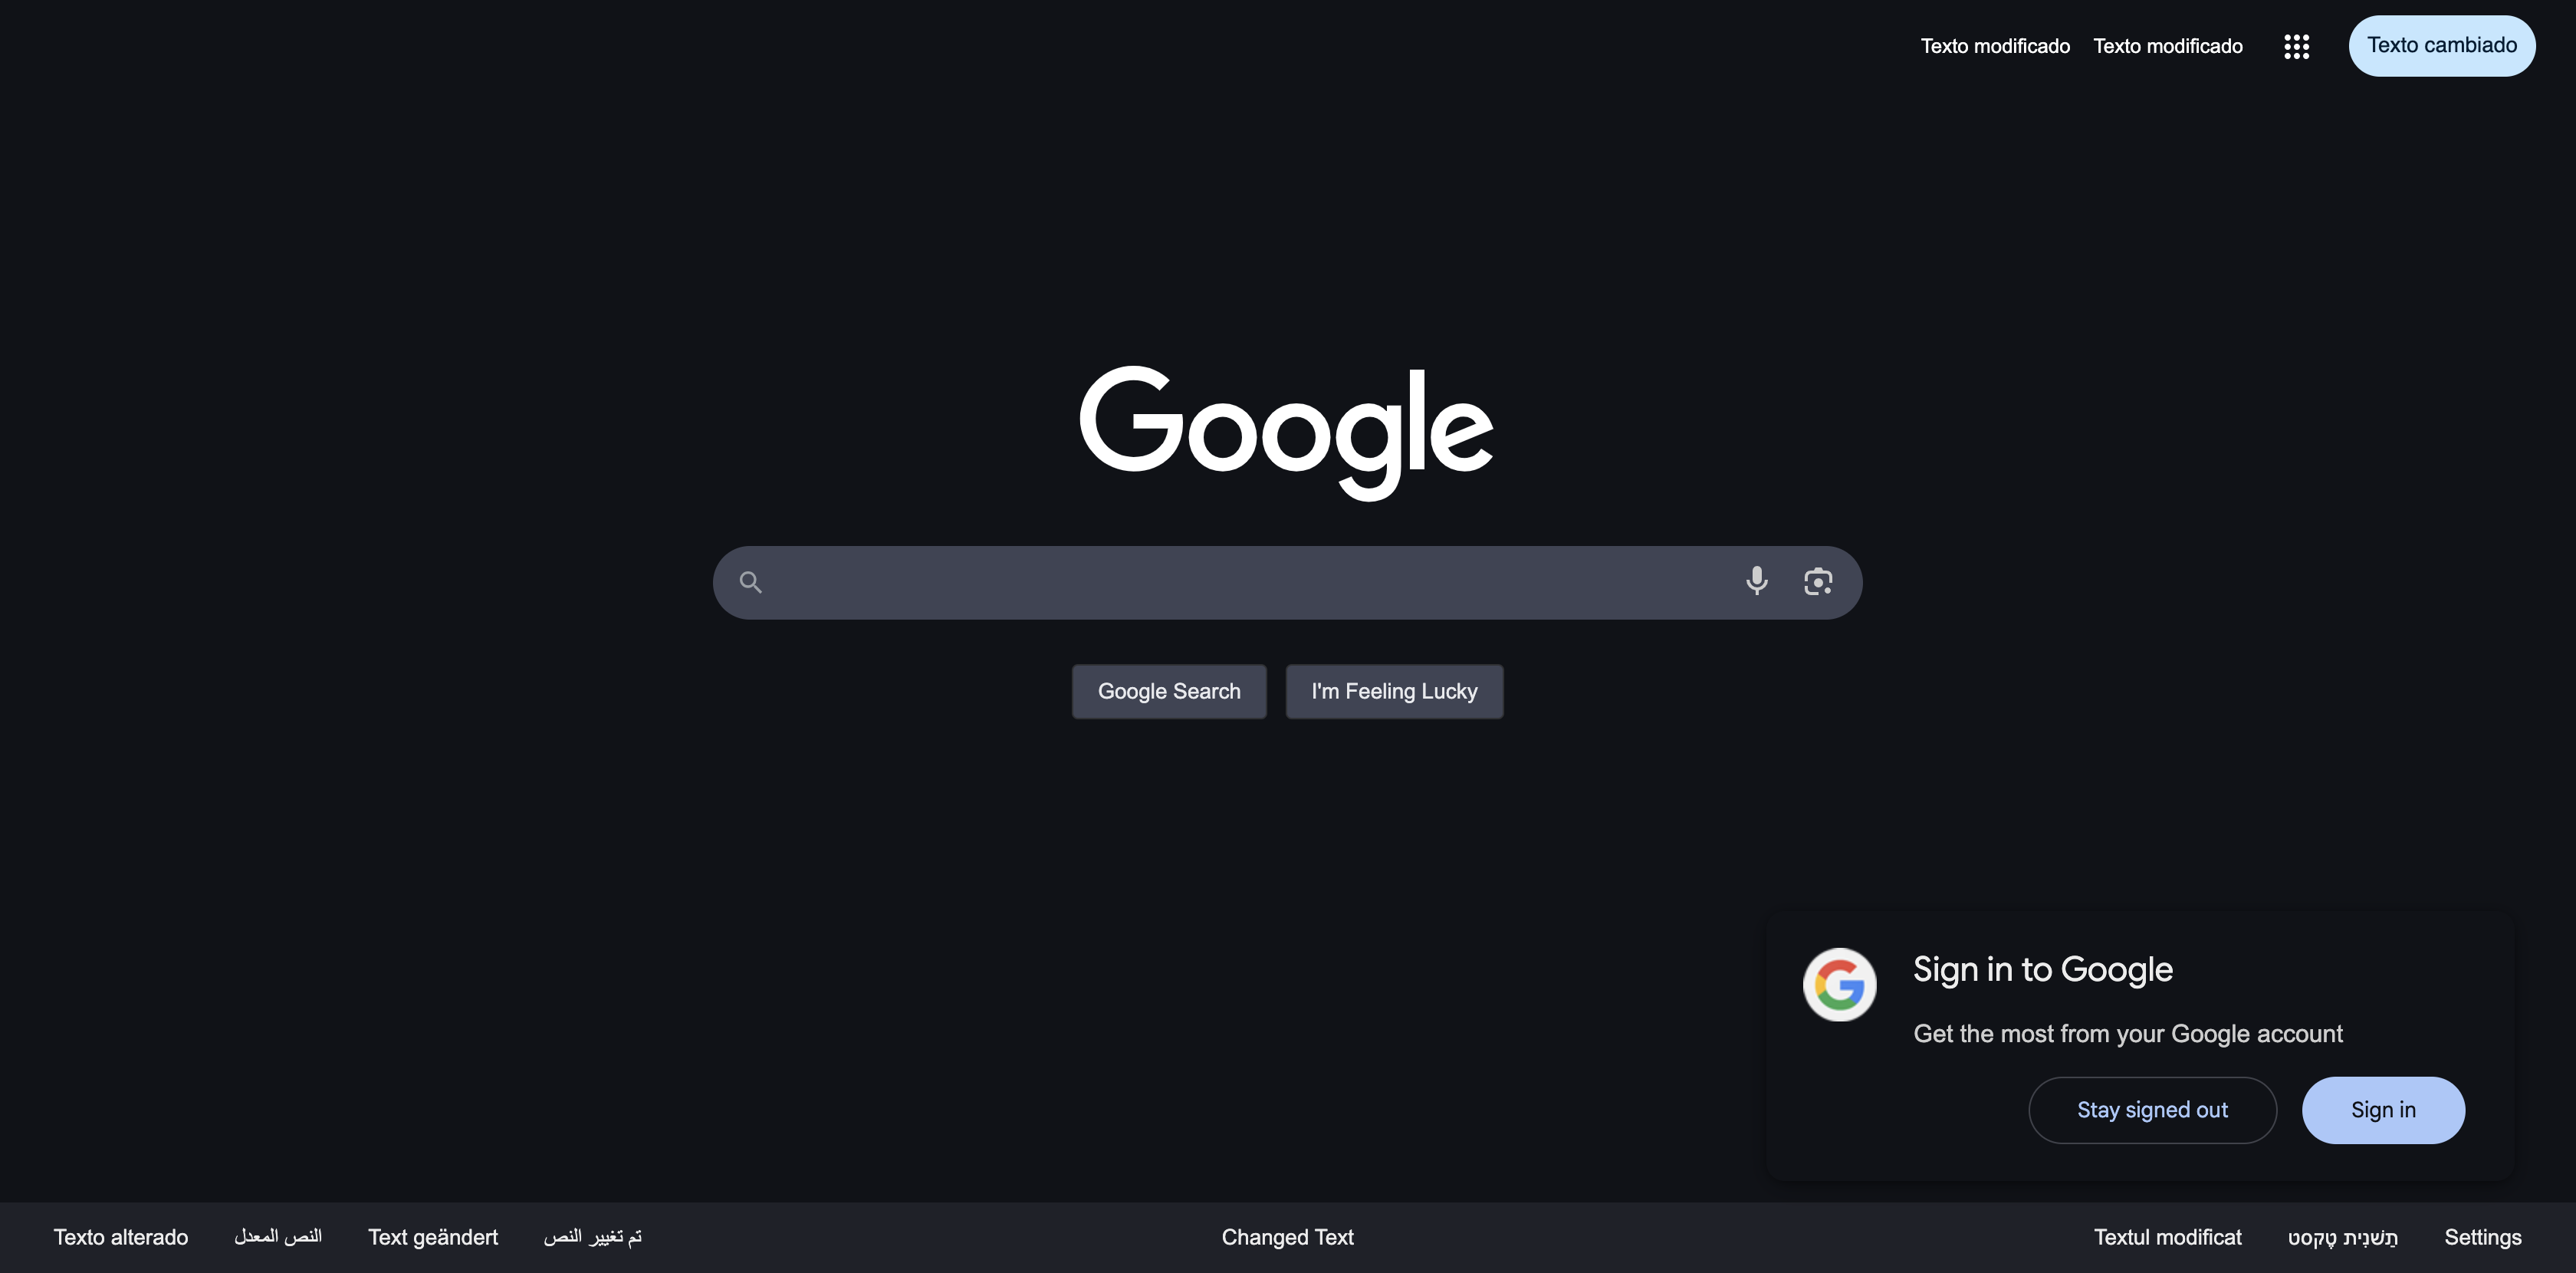 Texto modificado Texto modificado Texto cambiado
Google
Google Search I'm Feeling Lucky
Sign in to Google
Get the most from your Google account
Stay signed out Sign in
Texto alterado النص المعدل Text geändert تم تغيير النص Changed Text Textul modificat תַּשׁנִית טֶקסט Settings